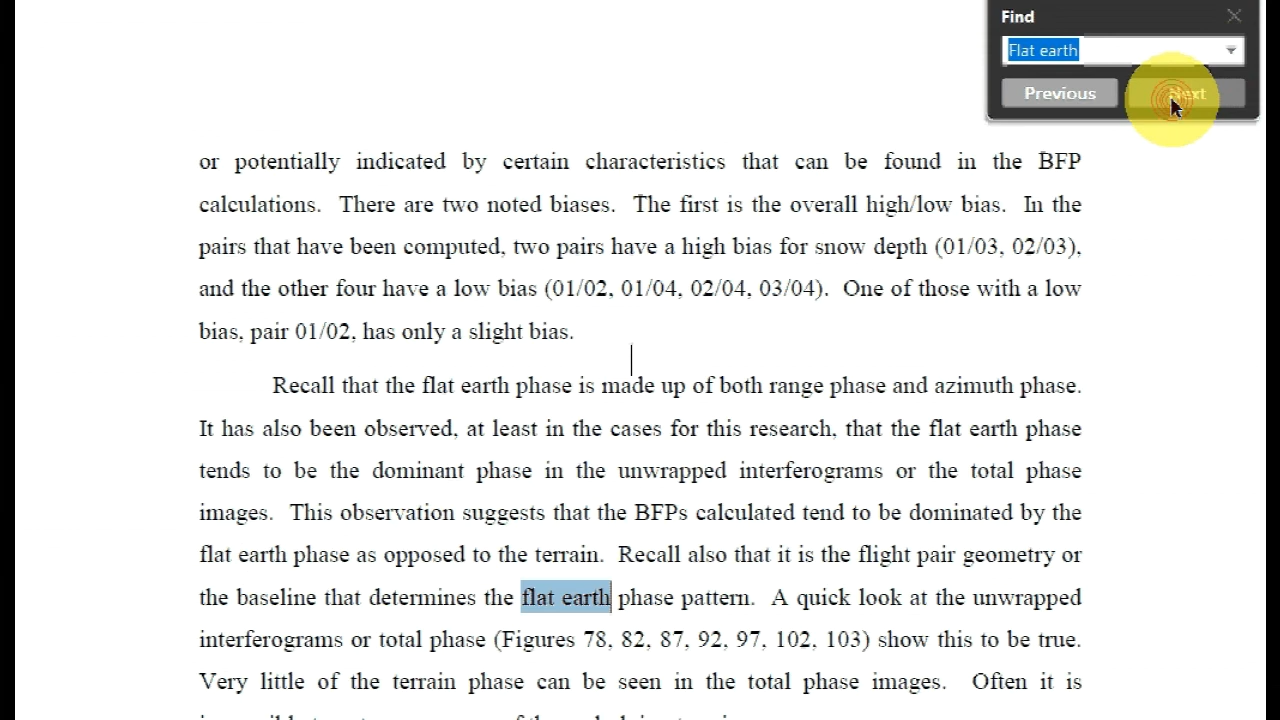 Find
Flat earth
Previous Next
or potentially indicated by certain characteristics that can be found in the BFP
calculations. There are two noted biases. The first is the overall high/low bias. In the
pairs that have been computed, two pairs have a high bias for snow depth (01/03, 02/03),
and the other four have a low bias (01/02, 01/04, 02/04, 03/04). One of those with a low
bias, pair 01/02, has only a slight bias.
Recall that the flat earth phase is made up of both range phase and azimuth phase.
It has also been observed, at least in the cases for this research, that the flat earth phase
tends to be the dominant phase in the unwrapped interferograms or the total phase
images. This observation suggests that the BFPs calculated tend to be dominated by the
flat earth phase as opposed to the terrain. Recall also that it is the flight pair geometry or
the baseline that determines the flat earth phase pattern. A quick look at the unwrapped
interferograms or total phase (Figures 78, 82, 87, 92, 97, 102, 103) show this to be true.
Very little of the terrain phase can be seen in the total phase images. Often it is